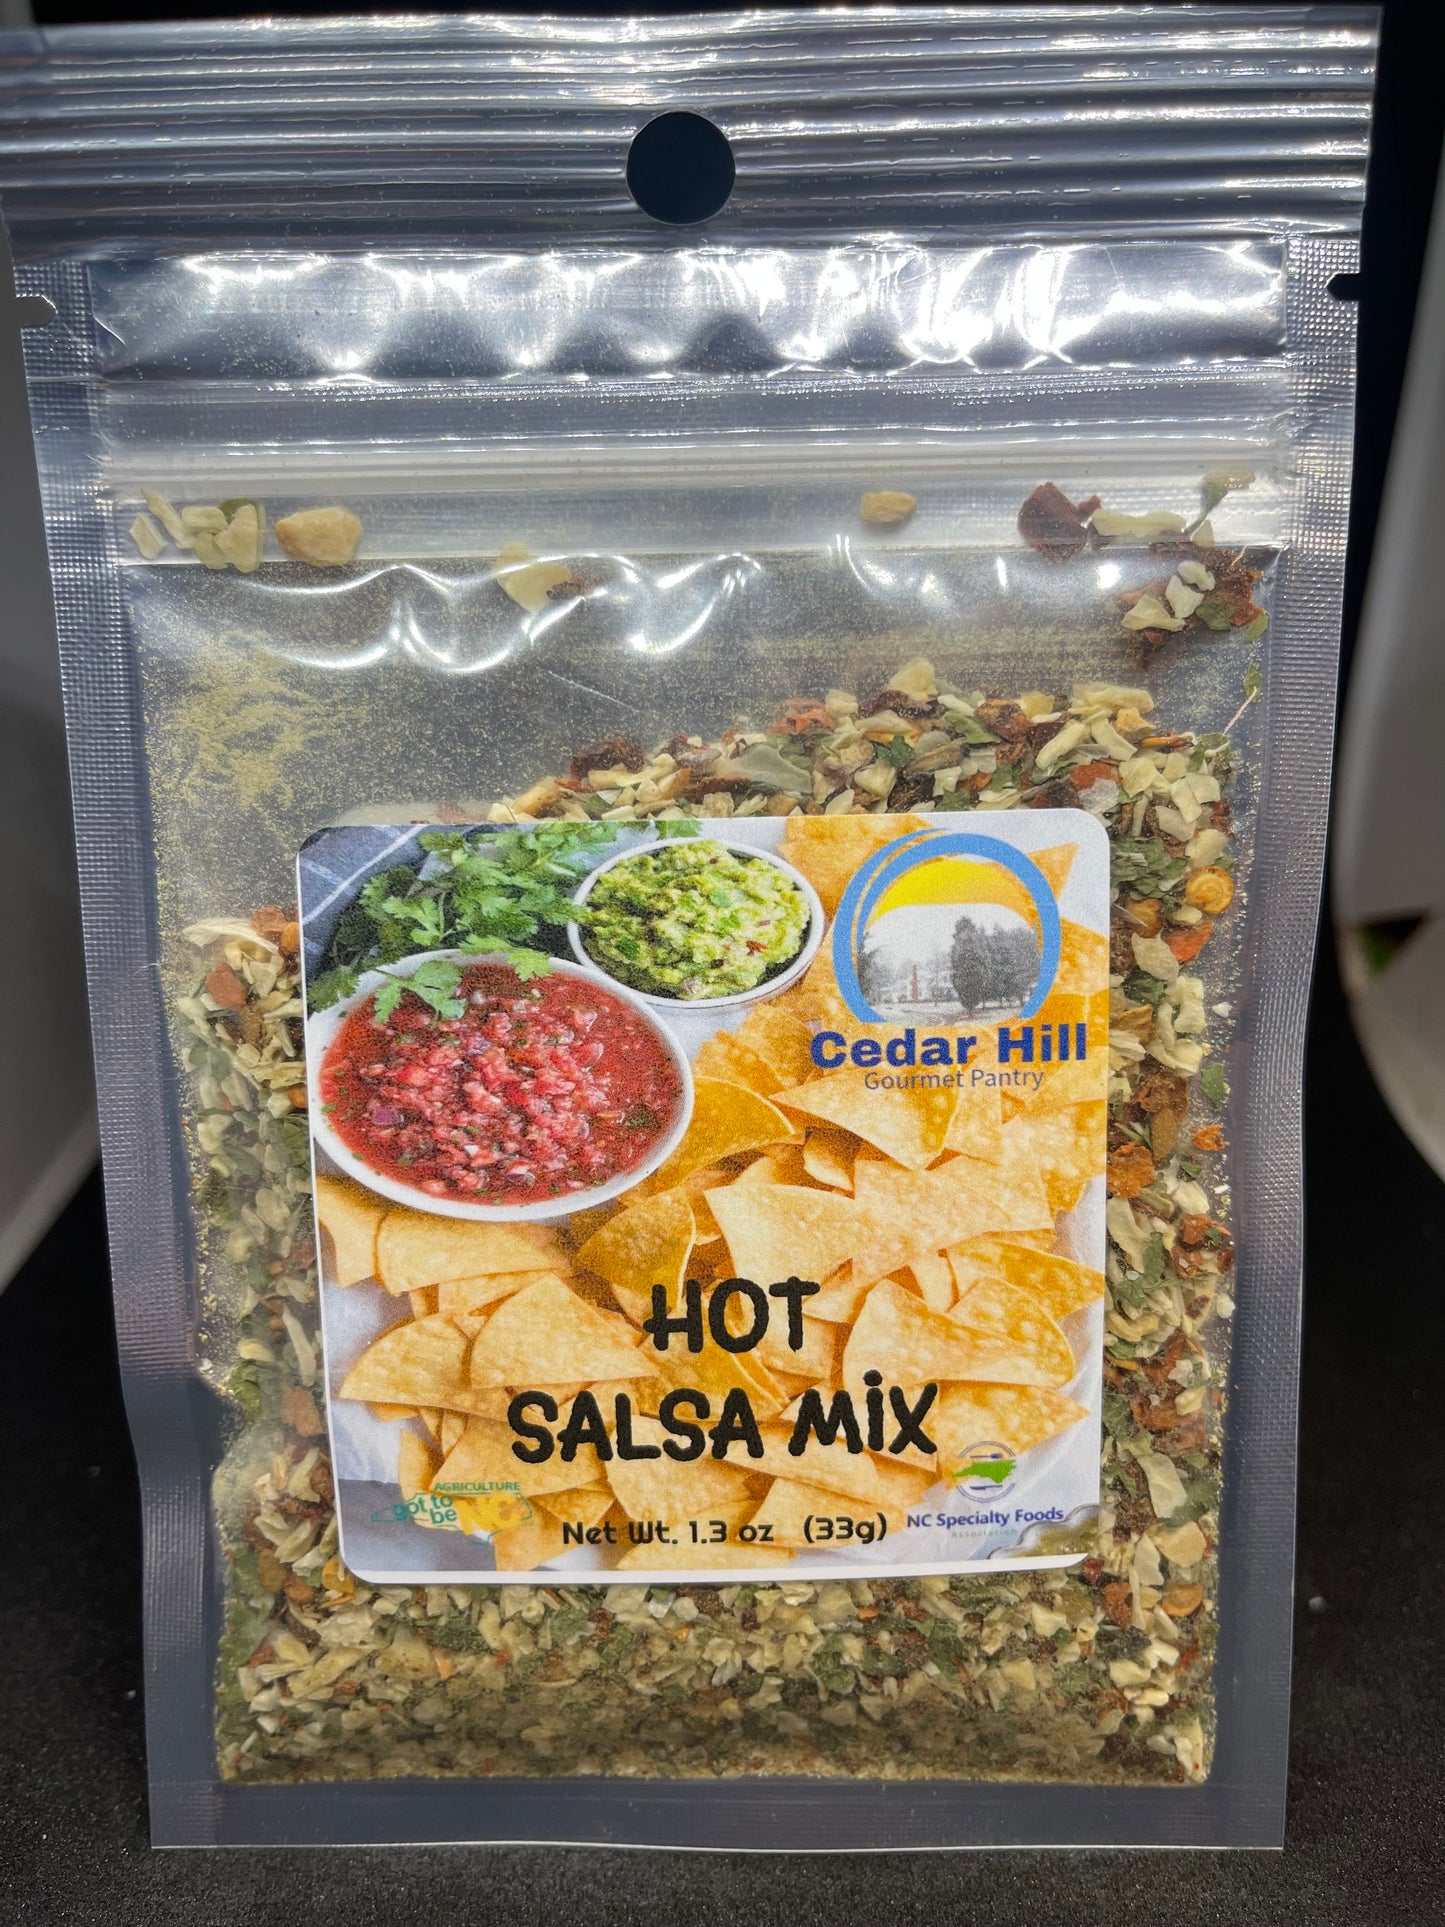 Cedar Hill
Gourmet Pantry
HOT
SALSA MiX
AGRICULTURE
got to
be NC
Net Wt. 1.3 oz (33g)
NC Specialty Foods
Association